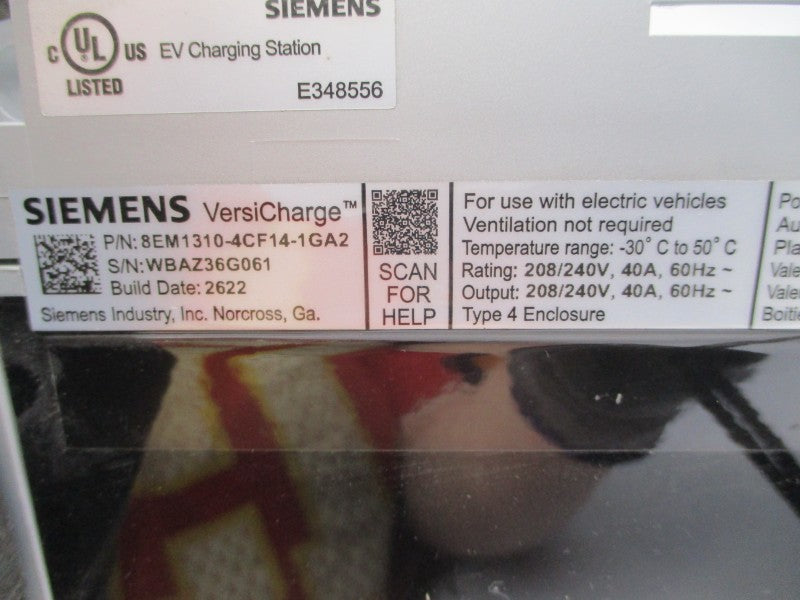 SIEMENS
C UL US EV Charging Station
LISTED
E348556
SIEMENS VersiCharge™
P/N: 8EM1310-4CF14-1GA2
S/N: WBAZ36G061
Build Date: 2622
Siemens Industry, Inc. Norcross, Ga.
SCAN
FOR
HELP
For use with electric vehicles
Ventilation not required
Temperature range: -30° C to 50° C
Rating: 208/240V, 40A, 60Hz ~
Output: 208/240V, 40A, 60Hz ~
Type 4 Enclosure